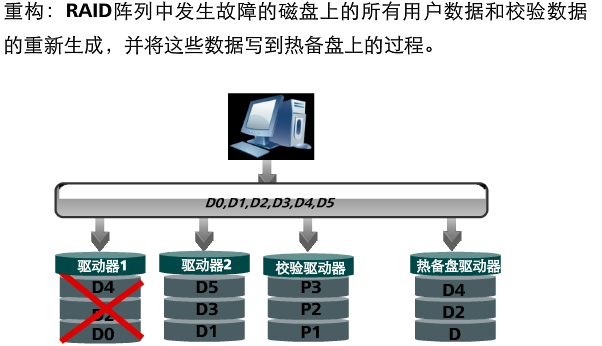 重构：RAID阵列中发生故障的磁盘上的所有用户数据和校验数据
的重新生成，并将这些数据写到热备盘上的过程。
D0,D1,D2,D3,D4,D5
驱动器1 驱动器2 校验驱动器 热备盘驱动器
D4 D5 P3 D4
D2 D3 P2 D2
D0 D1 P1 D